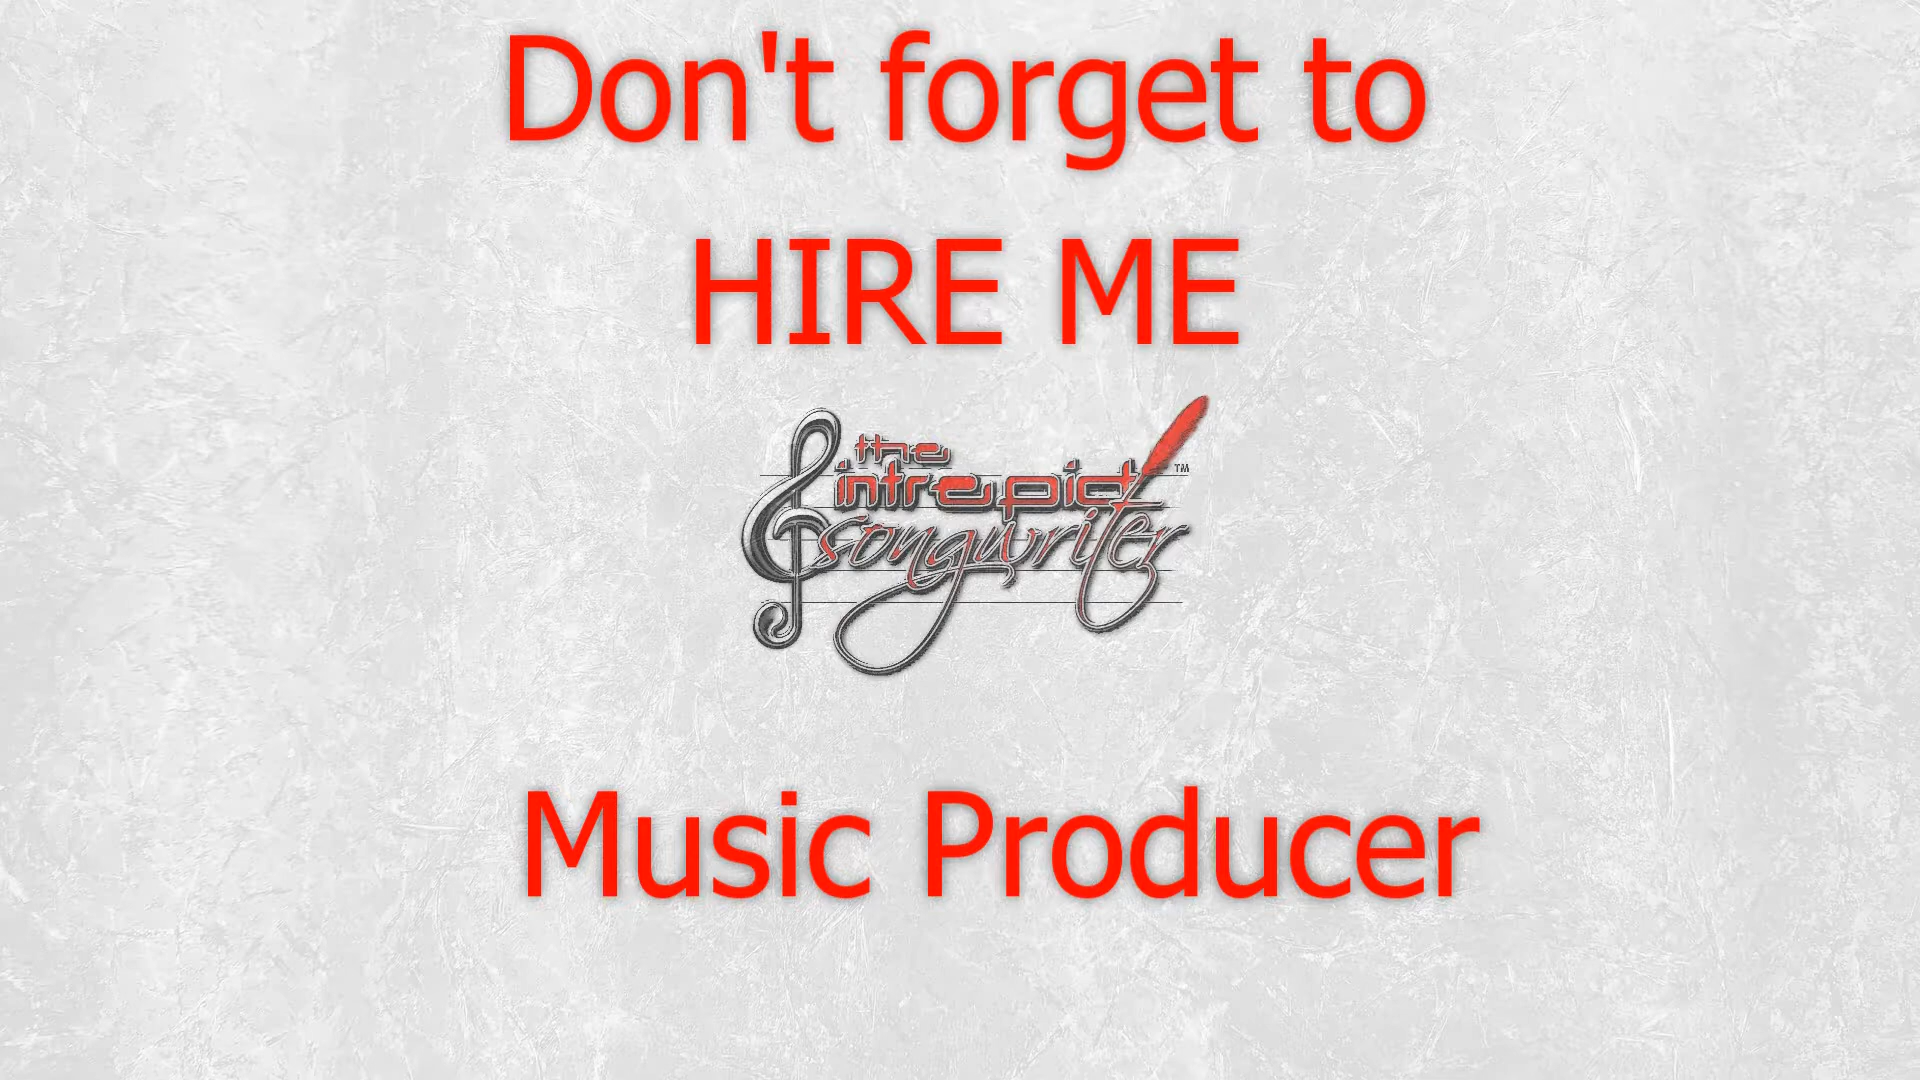 Don't forget to
HIRE ME
the
intrepid
songwriter
TM
Music Producer